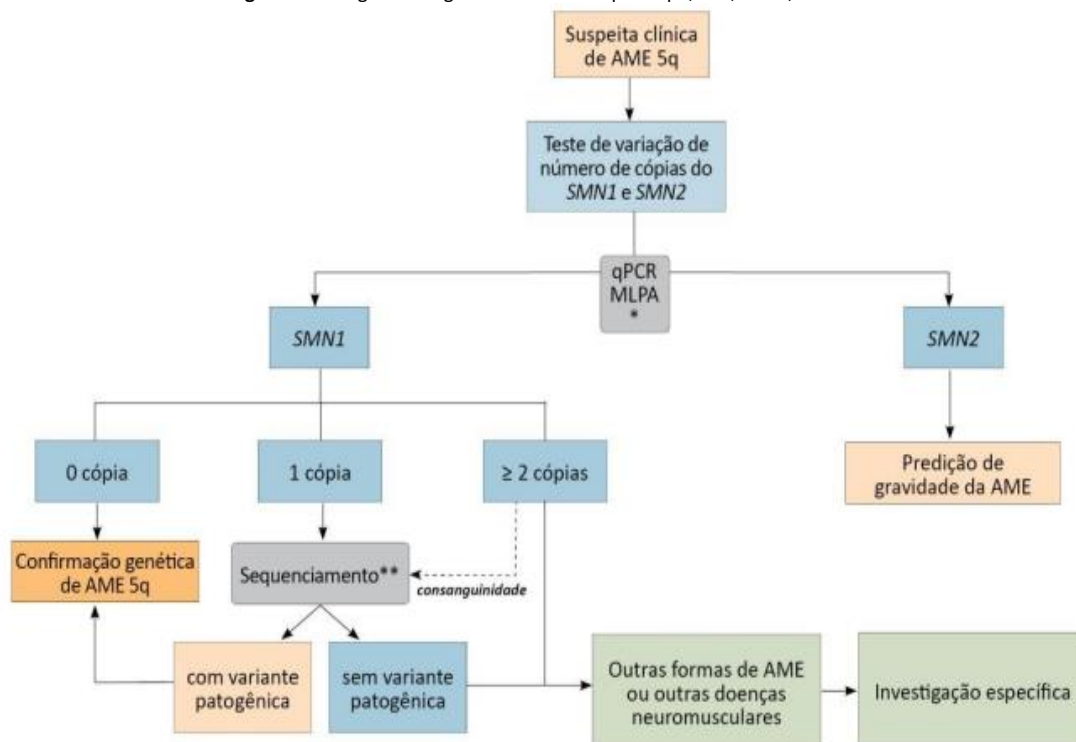 Suspeita clínica
de AME 5q
Teste de variação de
número de cópias do
SMN1 e SMN2
qPCR
MLPA
*
SMN1
SMN2
0 cópia
1 cópia
≥ 2 cópias
Predição de
gravidade da AME
Confirmação genética
de AME 5q
Sequenciamento**
consanguinidade
com variante
patogênica
sem variante
patogênica
Outras formas de AME
ou outras doenças
neuromusculares
Investigação específica